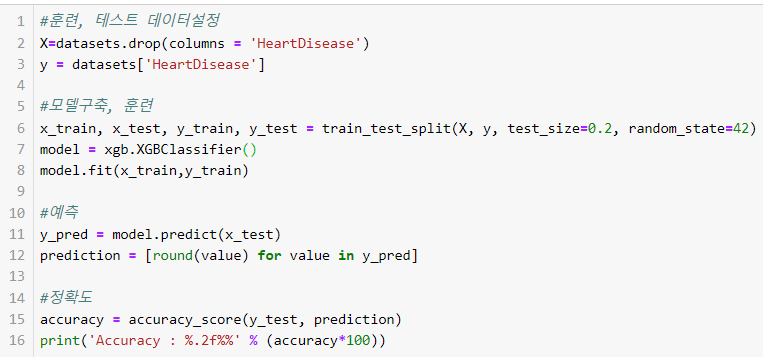 1 #훈련, 테스트 데이터설정
2 X=datasets.drop(columns = 'HeartDisease')
3 y = datasets['HeartDisease']
4
5 #모델구축, 훈련
6 x_train, x_test, y_train, y_test = train_test_split(X, y, test_size=0.2, random_state=42)
7 model = xgb.XGBClassifier()
8 model.fit(x_train,y_train)
9
10 #예측
11 y_pred = model.predict(x_test)
12 prediction = [round(value) for value in y_pred]
13
14 #정확도
15 accuracy = accuracy_score(y_test, prediction)
16 print('Accuracy : %.2f%%' % (accuracy*100))